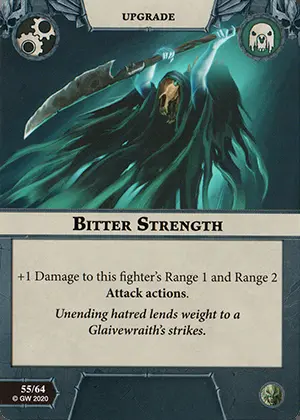 UPGRADE
BITTER STRENGTH
+1 Damage to this fighter's Range 1 and Range 2
Attack actions.
Unending hatred lends weight to a
Glaivewraith's strikes.
55/64
© GW 2020